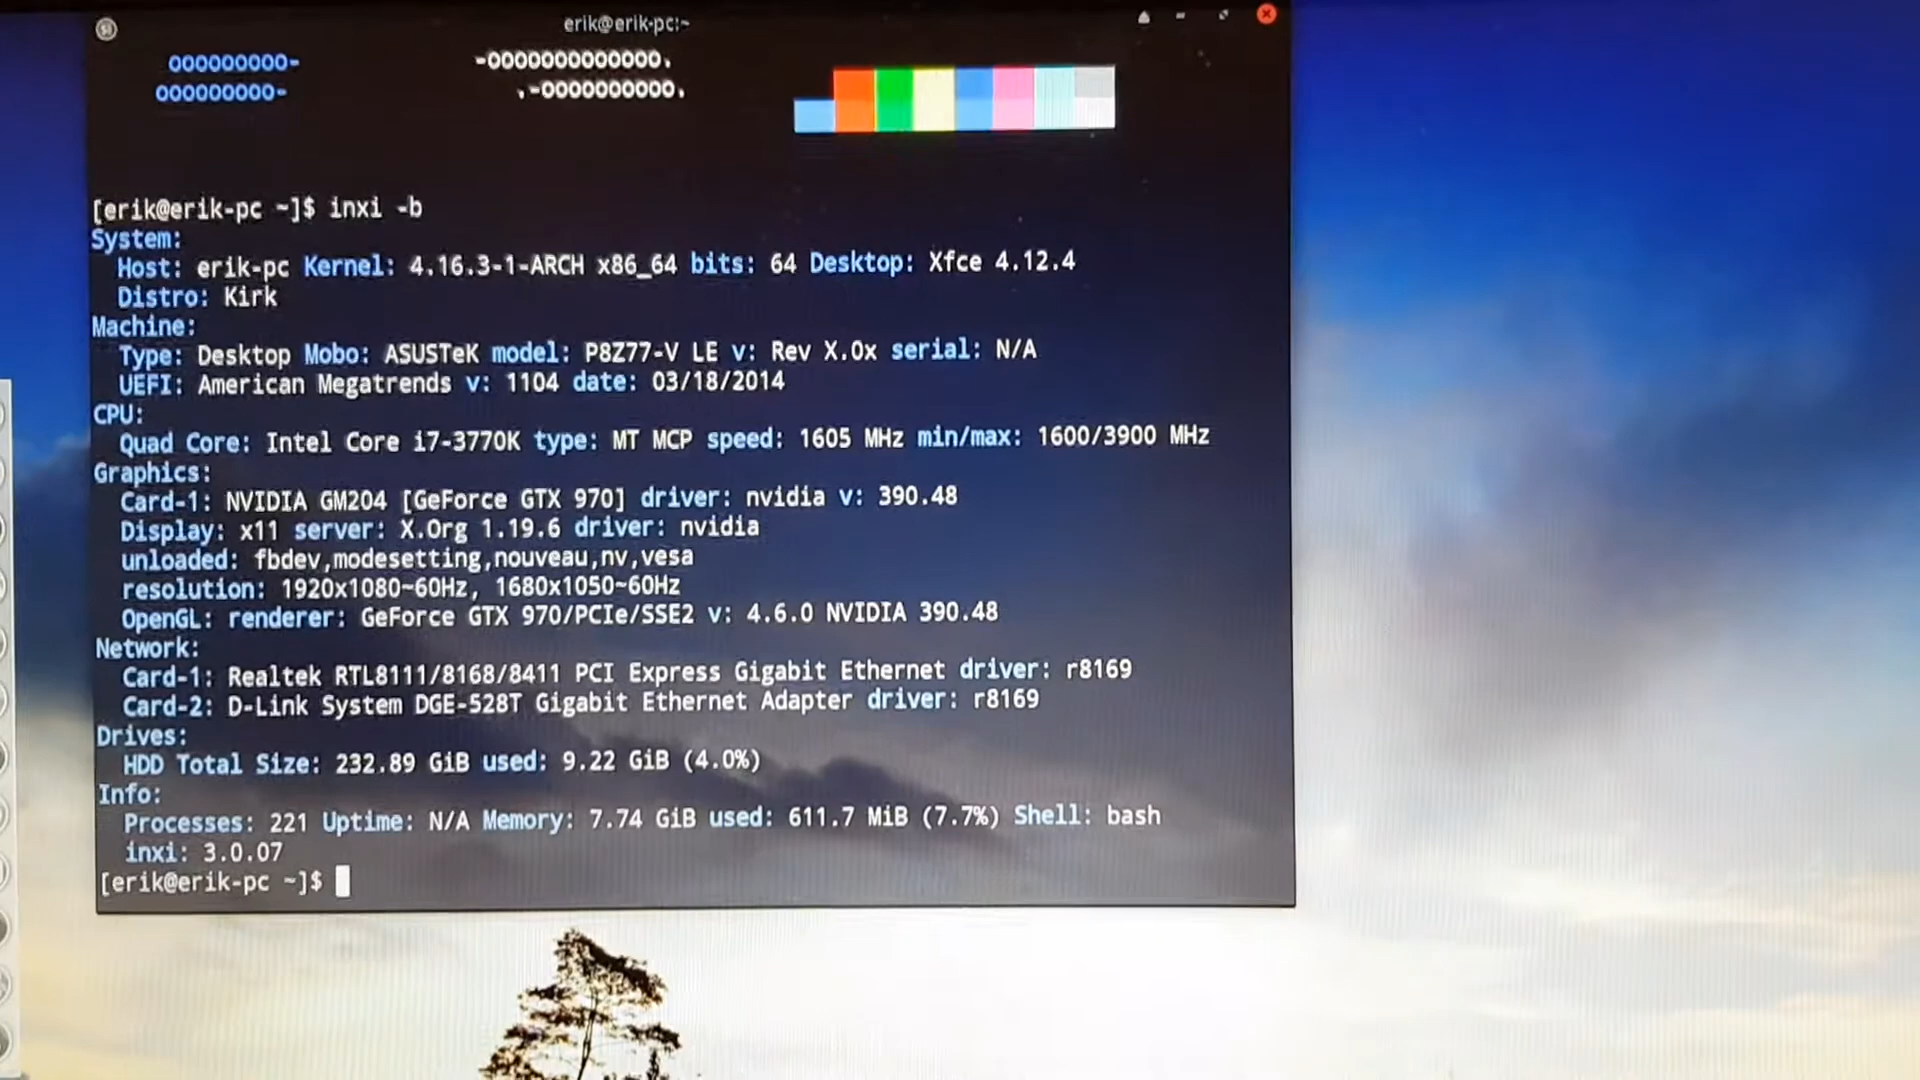 erik@erik-pc:~
ooooooooo- -ooooooooooooo.
ooooooooo- .-oooooooooo.
[erik@erik-pc ~]$ inxi -b
System:
Host: erik-pc Kernel: 4.16.3-1-ARCH x86_64 bits: 64 Desktop: Xfce 4.12.4
Distro: Kirk
Machine:
Type: Desktop Mobo: ASUSTeK model: P8Z77-V LE v: Rev X.0x serial: N/A
UEFI: American Megatrends v: 1104 date: 03/18/2014
CPU:
Quad Core: Intel Core i7-3770K type: MT MCP speed: 1605 MHz min/max: 1600/3900 MHz
Graphics:
Card-1: NVIDIA GM204 [GeForce GTX 970] driver: nvidia v: 390.48
Display: x11 server: X.Org 1.19.6 driver: nvidia
unloaded: fbdev,modesetting,nouveau,nv,vesa
resolution: 1920x1080~60Hz, 1680x1050~60Hz
OpenGL: renderer: GeForce GTX 970/PCIe/SSE2 v: 4.6.0 NVIDIA 390.48
Network:
Card-1: Realtek RTL8111/8168/8411 PCI Express Gigabit Ethernet driver: r8169
Card-2: D-Link System DGE-528T Gigabit Ethernet Adapter driver: r8169
Drives:
HDD Total Size: 232.89 GiB used: 9.22 GiB (4.0%)
Info:
Processes: 221 Uptime: N/A Memory: 7.74 GiB used: 611.7 MiB (7.7%) Shell: bash
inxi: 3.0.07
[erik@erik-pc ~]$